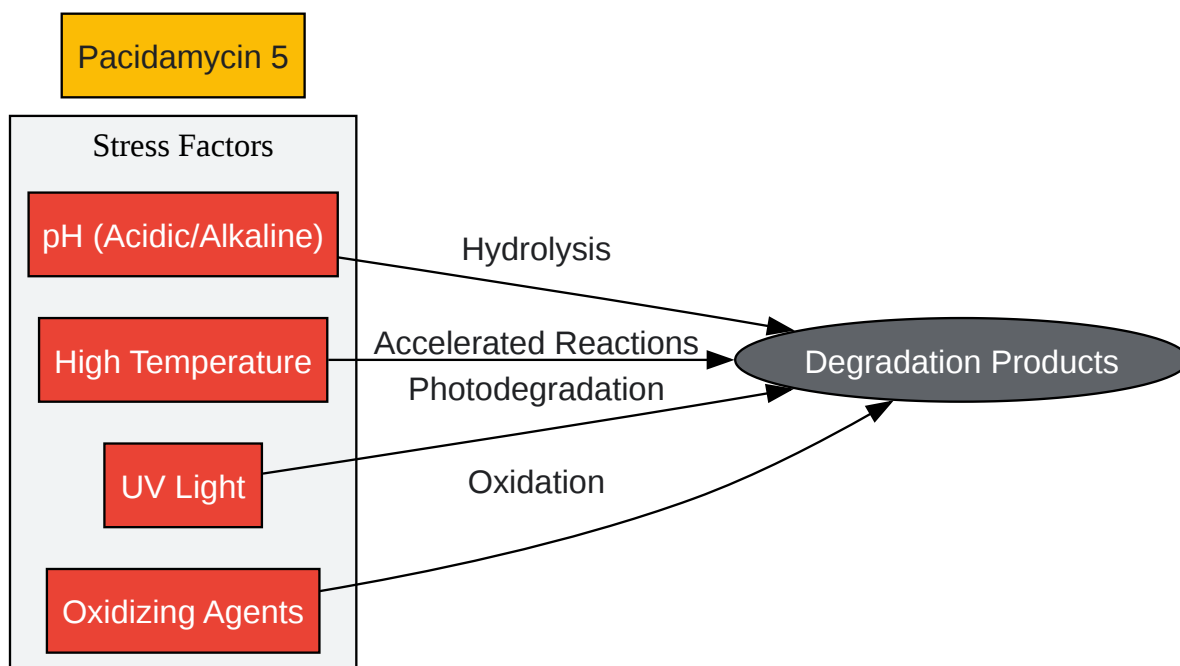 Pacidamycin 5
Stress Factors
pH (Acidic/Alkaline)
Hydrolysis
High Temperature
Accelerated Reactions
Degradation Products
Photodegradation
UV Light
Oxidation
Oxidizing Agents